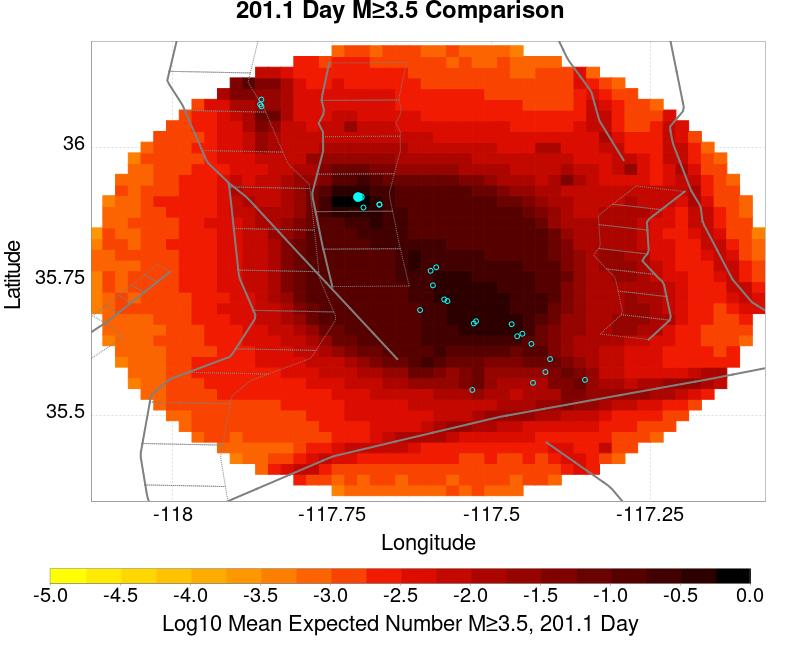 201.1 Day M≥3.5 Comparison
36
35.75
35.5
Latitude
-118 -117.75 -117.5 -117.25
Longitude
-5.0 -4.5 -4.0 -3.5 -3.0 -2.5 -2.0 -1.5 -1.0 -0.5 0.0
Log10 Mean Expected Number M≥3.5, 201.1 Day